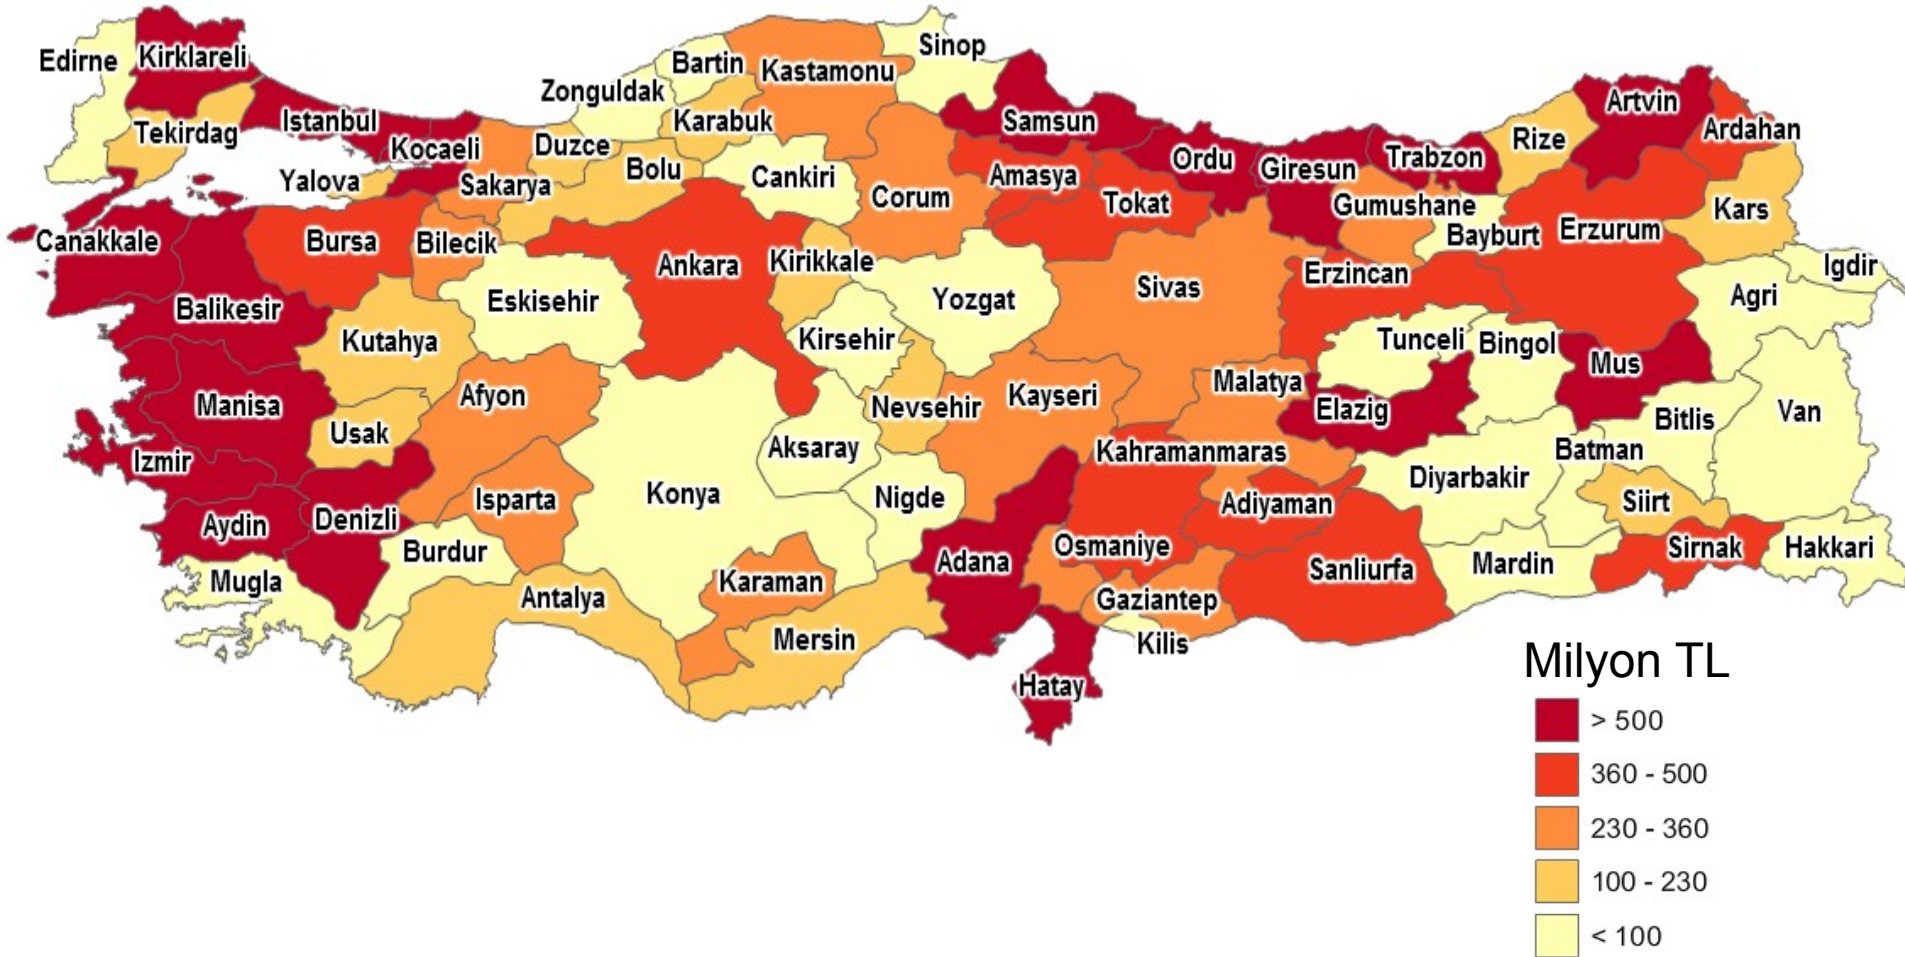 Edirne
Kirklareli
Tekirdag
Istanbul
Kocaeli
Yalova
Sakarya
Duzce
Zonguldak
Bartin
Karabuk
Kastamonu
Sinop
Bolu
Cankiri
Corum
Samsun
Amasya
Tokat
Ordu
Giresun
Trabzon
Gumushane
Bayburt
Rize
Artvin
Ardahan
Kars
Erzurum
Erzincan
Igdir
Agri
Canakkale
Balikesir
Bursa
Bilecik
Eskisehir
Ankara
Kirikkale
Yozgat
Sivas
Kirsehir
Kutahya
Manisa
Usak
Afyon
Izmir
Aydin
Denizli
Isparta
Burdur
Mugla
Antalya
Konya
Aksaray
Nevsehir
Nigde
Kayseri
Karaman
Mersin
Adana
Hatay
Osmaniye
Kahramanmaras
Malatya
Elazig
Tunceli
Bingol
Mus
Bitlis
Van
Batman
Diyarbakir
Adiyaman
Siirt
Sirnak
Hakkari
Mardin
Sanliurfa
Gaziantep
Kilis
Milyon TL
> 500
360 - 500
230 - 360
100 - 230
< 100